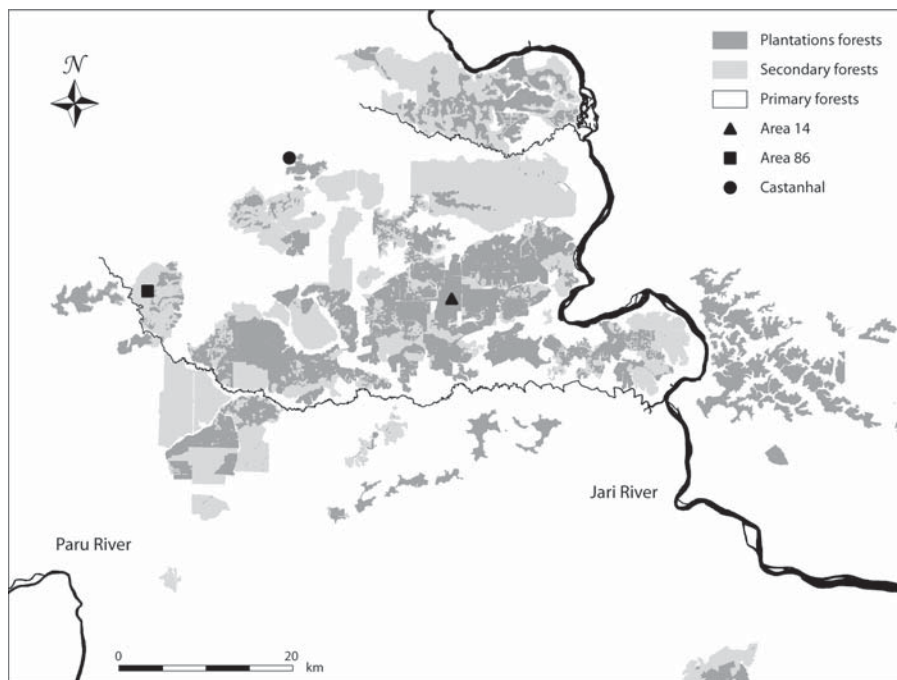 N
Plantations forests
Secondary forests
Primary forests
Area 14
Area 86
Castanhal
Jari River
Paru River
0 20
km